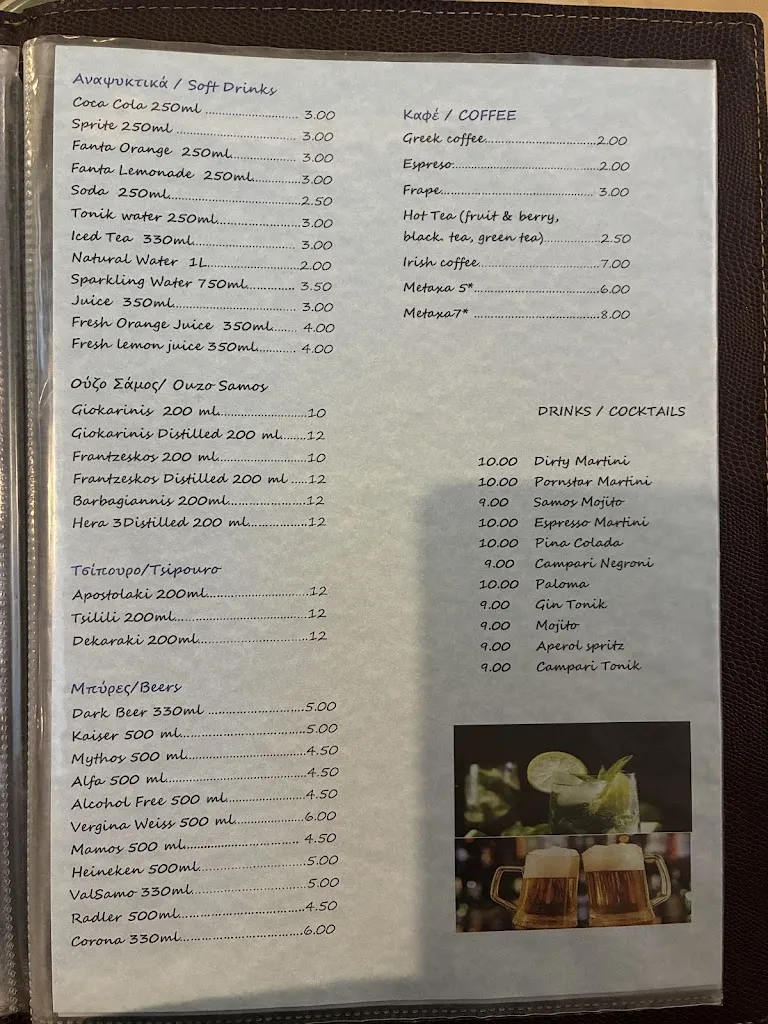 Αναψυκτικά / Soft Drinks
Coca Cola 250ml ........................... 3.00
Sprite 250ml ................................... 3.00
Fanta Orange 250ml................... 3.00
Fanta Lemonade 250ml.............3.00
Soda 250ml......................................2.50
Tonik water 250ml........................ 3.00
Iced Tea 330ml............................... 3.00
Natural Water 1L...........................2.00
Sparkling Water 750ml.............. 3.50
Juice 350ml..................................... 3.00
Fresh Orange Juice 350ml....... 4.00
Fresh lemon juice 350ml........... 4.00
Ούζο Σάμος/ Ouzo Samos
Giokarinis 200 ml.........................10
Giokarinis Distilled 200 ml.......12
Frantzeskos 200 ml.........................10
Frantzeskos Distilled 200 ml ....12
Barbagiannis 200ml......................12
Hera 3Distilled 200 ml.................12
Τσίπουρο/Tsipouro
Apostolaki 200ml..........................12
Tsilili 200ml...................................12
Dekaraki 200ml.............................12
Μπύρες/Beers
Dark Beer 330ml ............................5.00
Kaiser 500 ml...................................5.00
Mythos 500 ml..................................4.50
Alfa 500 ml........................................4.50
Alcohol Free 500 ml......................4.50
Vergina Weiss 500 ml...................6.00
Mamos 500 ml................................ 4.50
Heineken 500ml..............................5.00
ValSamo 330ml................................5.00
Radler 500ml...................................4.50
Corona 330ml..................................6.00
Καφέ / COFFEE
Greek coffee.................................2.00
Espreso..........................................2.00
Frape............................................. 3.00
Hot Tea (fruit & berry,
black. tea, green tea)................2.50
Irish coffee...................................7.00
Metaxa 5*.....................................6.00
Metaxa7* .....................................8.00
DRINKS / COCKTAILS
10.00 Dirty Martini
10.00 Pornstar Martini
9.00 Samos Mojito
10.00 Espresso Martini
10.00 Pina Colada
9.00 Campari Negroni
10.00 Paloma
9.00 Gin Tonik
9.00 Mojito
9.00 Aperol spritz
9.00 Campari Tonik